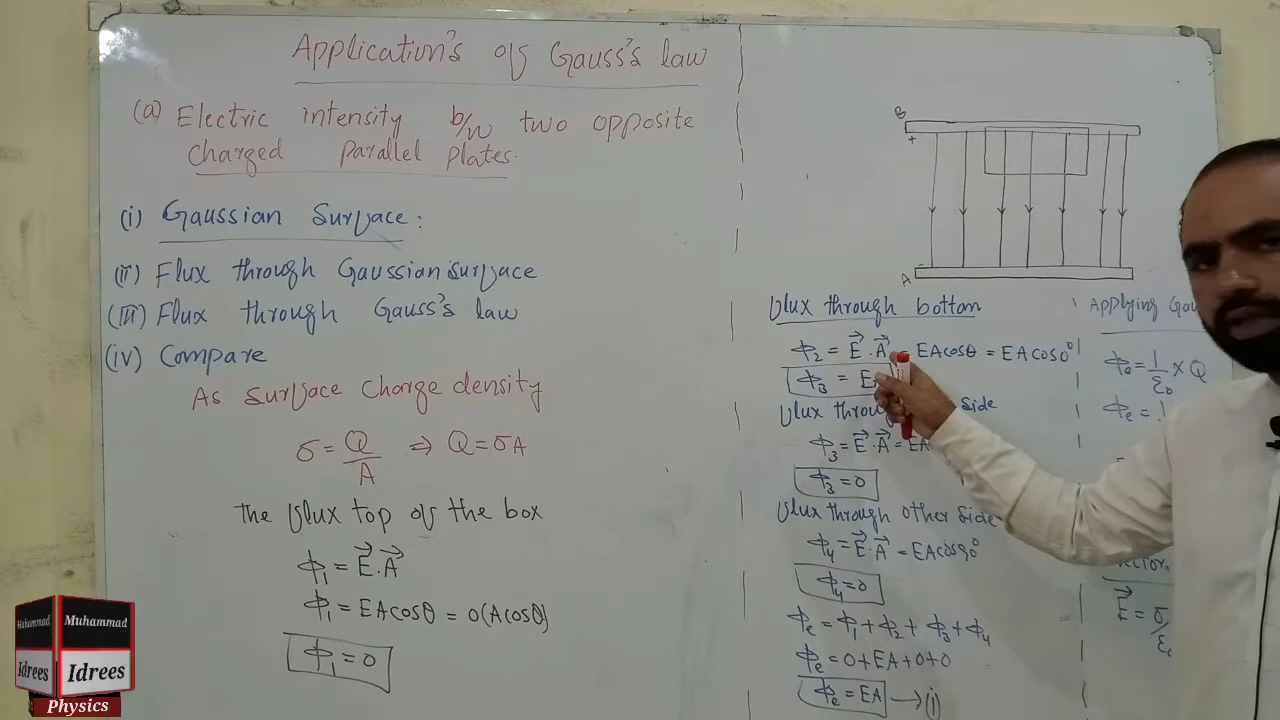 Application's of Gauss's law
(a) Electric intensity b/w two opposite
charged parallel plates.
(i) Gaussian Surface:
(ii) Flux through Gaussian surface
(III) Flux through Gauss's law
(iv) Compare
As surface charge density
σ = Q/A ⇒ Q = σA
The flux top of the box
ϕ₁ = E⃗.A⃗
ϕ₁ = EAcosθ = 0(Acosθ)
ϕ₁ = 0
B
+
-
A
Flux through bottom
ϕ₂ = E⃗.A⃗ = EAcosθ = EAcos0°
ϕ₃ = E
Flux side
ϕ₃ = E⃗.A⃗ = EA
ϕ₃ = 0
Flux through other side
ϕ₄ = E⃗.A⃗ = EAcos90°
ϕ₄ = 0
ϕe = ϕ₁ + ϕ₂ + ϕ₃ + ϕ₄
ϕe = 0 + EA + 0 + 0
ϕe = EA → (i)
Applying
ϕe = 1/ε₀ × Q
ϕe = 1
E⃗ = σ/ε₀
Muhammad Muhammad
Idrees Idrees
Physics